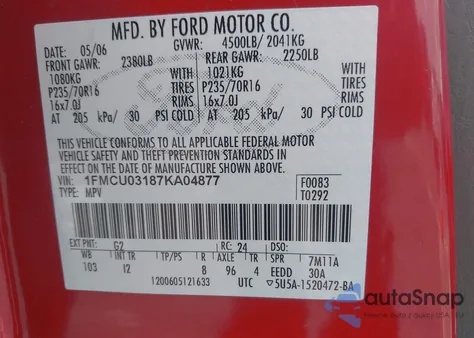 MFD. BY FORD MOTOR CO.
DATE: 05/06 GVWR: 4500LB/ 2041KG
FRONT GAWR: 2380LB REAR GAWR: 2250LB
1080KG WITH 1021KG WITH
P235/70R16 TIRES P235/70R16 TIRES
16x7.0J RIMS 16x7.0J RIMS
AT 205 kPa/ 30 PSI COLD AT 205 kPa/ 30 PSI COLD
Ford
THIS VEHICLE CONFORMS TO ALL APPLICABLE FEDERAL MOTOR
VEHICLE SAFETY AND THEFT PREVENTION STANDARDS IN
EFFECT ON THE DATE OF MANUFACTURE SHOWN ABOVE.
VIN: 1FMCU03187KA04877 F0083
TYPE: MPV T0292
EXT PNT: G2 RC: 24 DSO:
WB INT TR TP/PS R AXLE TR SPR 7M11A
103 I2 8 96 4 EEDD 30A
1200605121633 UTC ▽5U5A-1520472-BA
autoSnap